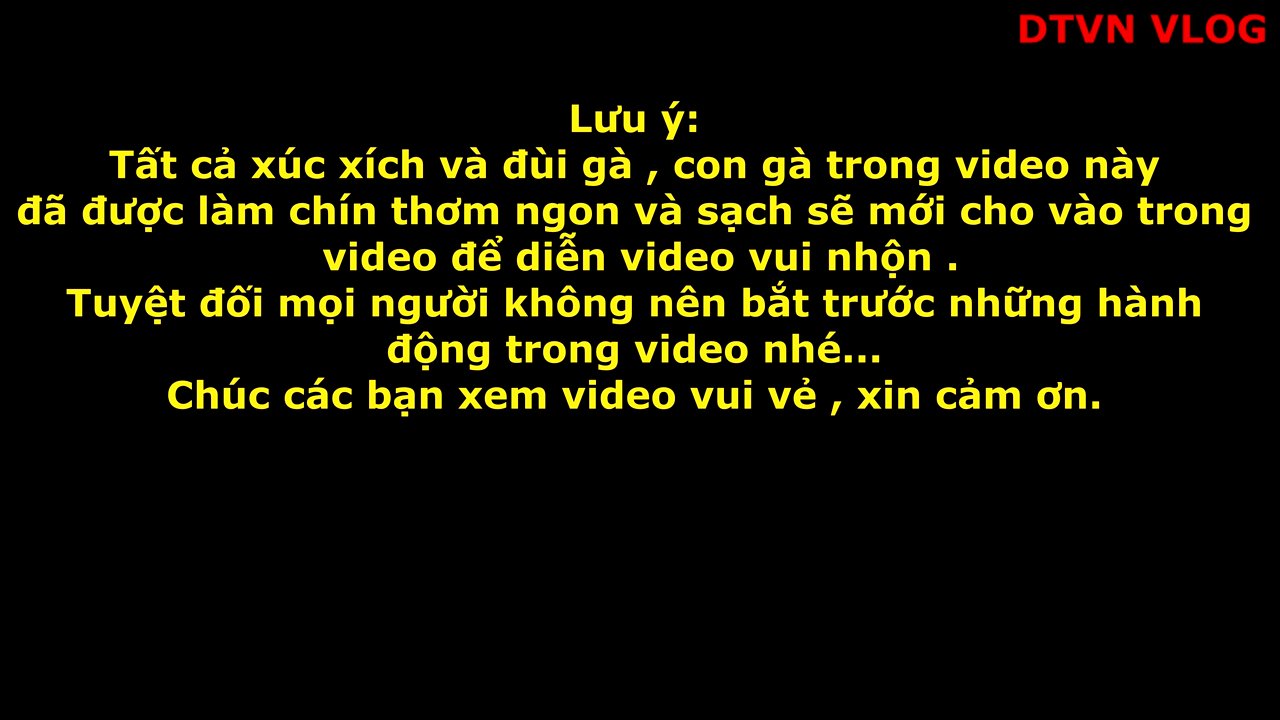 DTVN VLOG
Lưu ý:
Tất cả xúc xích và đùi gà , con gà trong video này
đã được làm chín thơm ngon và sạch sẽ mới cho vào trong
video để diễn video vui nhộn .
Tuyệt đối mọi người không nên bắt trước những hành
động trong video nhé...
Chúc các bạn xem video vui vẻ , xin cảm ơn.